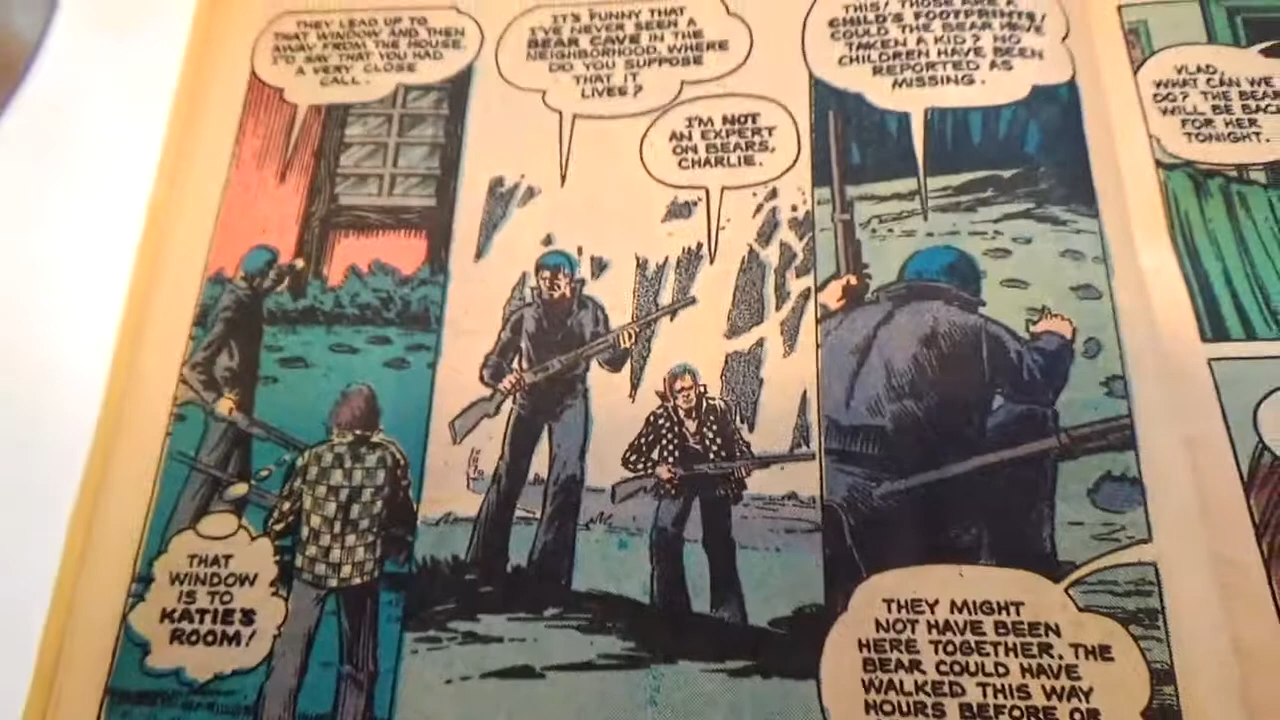 THEY LEAD UP TO
THAT WINDOW AND THEN
AWAY FROM THE HOUSE.
I'D SAY THAT YOU HAD
A VERY CLOSE
CALL.
THAT
WINDOW
IS TO
KATIE'S
ROOM!
IT'S FUNNY THAT
I'VE NEVER SEEN A
BEAR CAVE IN THE
NEIGHBORHOOD. WHERE
DO YOU SUPPOSE
THAT IT
LIVES?
I'M NOT
AN EXPERT
ON BEARS,
CHARLIE.
THIS! THOSE ARE A
CHILD'S FOOTPRINTS!
COULD THE BEAR HAVE
TAKEN A KID? NO
CHILDREN HAVE BEEN
REPORTED AS
MISSING.
THEY MIGHT
NOT HAVE BEEN
HERE TOGETHER. THE
BEAR COULD HAVE
WALKED THIS WAY
HOURS BEFORE OR
VLAD,
WHAT CAN WE
DO? THE BEAR
WILL BE BACK
FOR HER
TONIGHT.